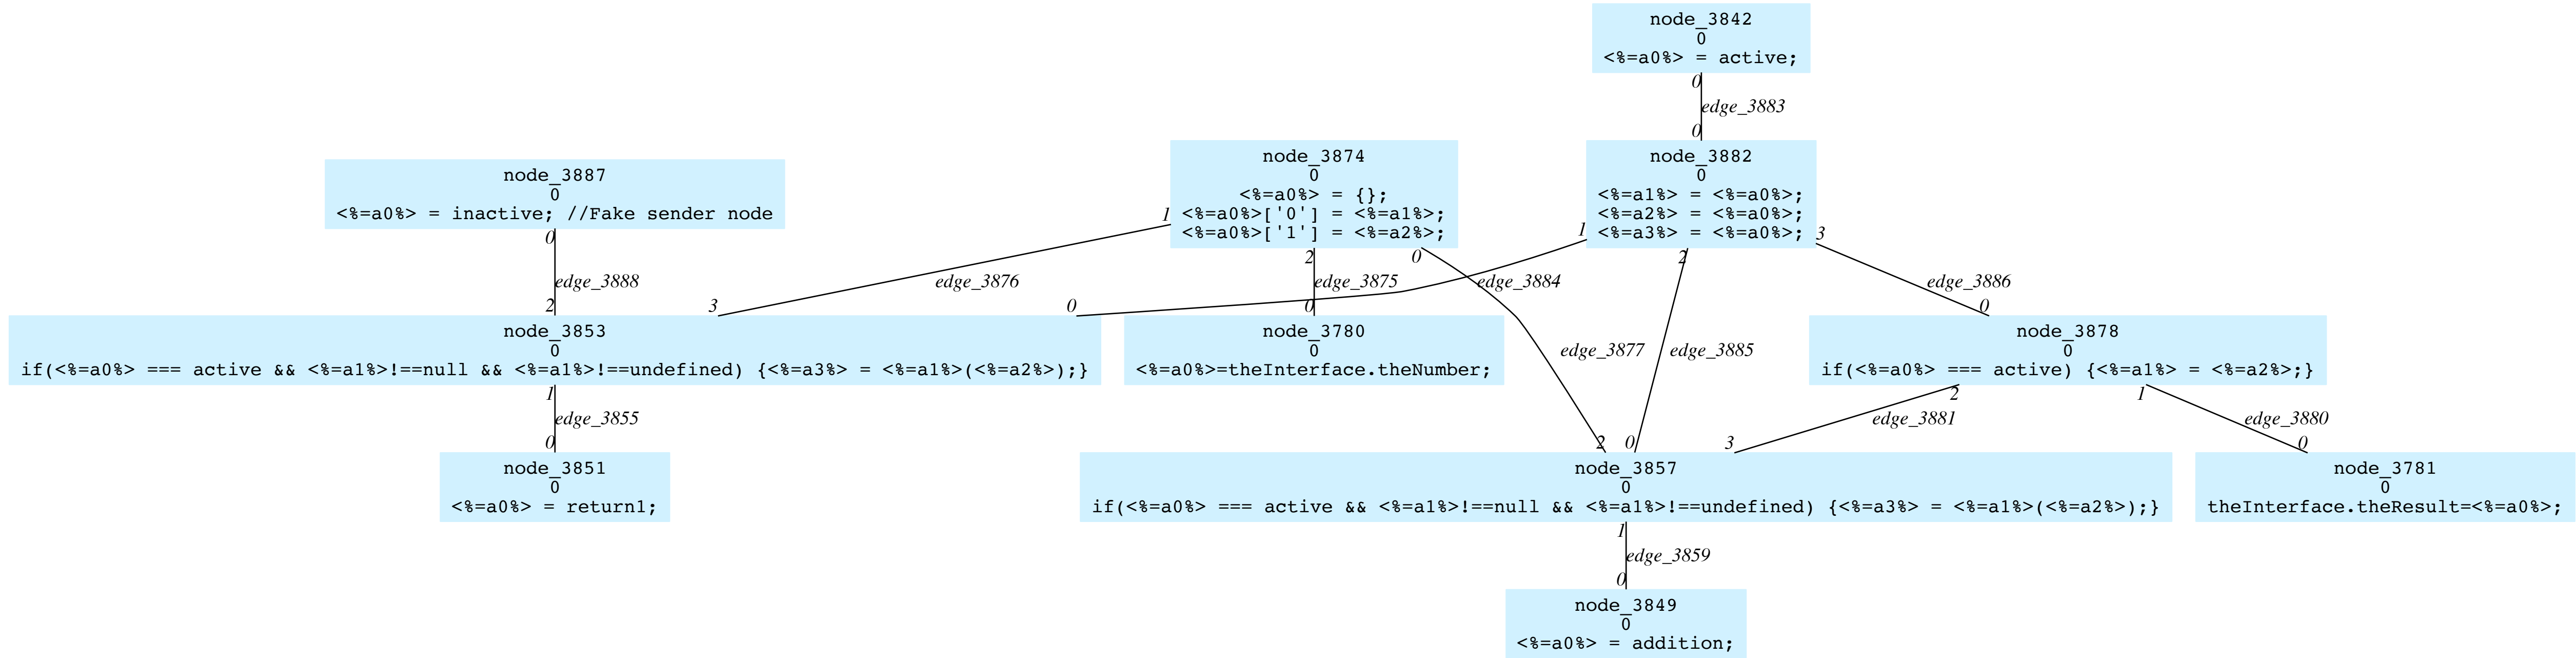 node_3842
0
<%=a0%> = active;
0
edge_3883
0
node_3887
0
<%=a0%> = inactive; //Fake sender node
0
node_3874
0
<%=a0%> = {};
<%=a0%>['0'] = <%=a1%>;
<%=a0%>['1'] = <%=a2%>;
1
2
0
node_3882
0
<%=a1%> = <%=a0%>;
<%=a2%> = <%=a0%>;
<%=a3%> = <%=a0%>;
1
2
3
edge_3888
edge_3876
edge_3875
edge_3884
edge_3886
2
3
0
0
0
node_3853
0
if(<%=a0%> === active && <%=a1%>!==null && <%=a1%>!==undefined) {<%=a3%> = <%=a1%>(<%=a2%>);}
1
node_3780
0
<%=a0%>=theInterface.theNumber;
edge_3877
edge_3885
node_3878
0
if(<%=a0%> === active) {<%=a1%> = <%=a2%>;}
2
1
edge_3855
edge_3881
edge_3880
0
2
0
3
0
node_3851
0
<%=a0%> = return1;
node_3857
0
if(<%=a0%> === active && <%=a1%>!==null && <%=a1%>!==undefined) {<%=a3%> = <%=a1%>(<%=a2%>);}
1
node_3781
0
theInterface.theResult=<%=a0%>;
edge_3859
0
node_3849
0
<%=a0%> = addition;